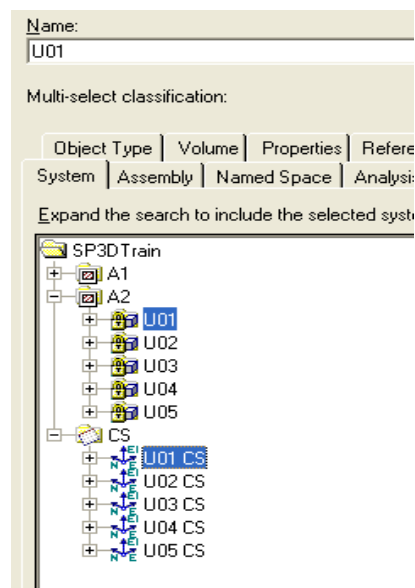 Name:
U01
Multi-select classification:
Object Type Volume Properties Refere
System Assembly Named Space Analysis
Expand the search to include the selected syst
SP3DTrain
A1
A2
U01
U02
U03
U04
U05
CS
U01 CS
U02 CS
U03 CS
U04 CS
U05 CS